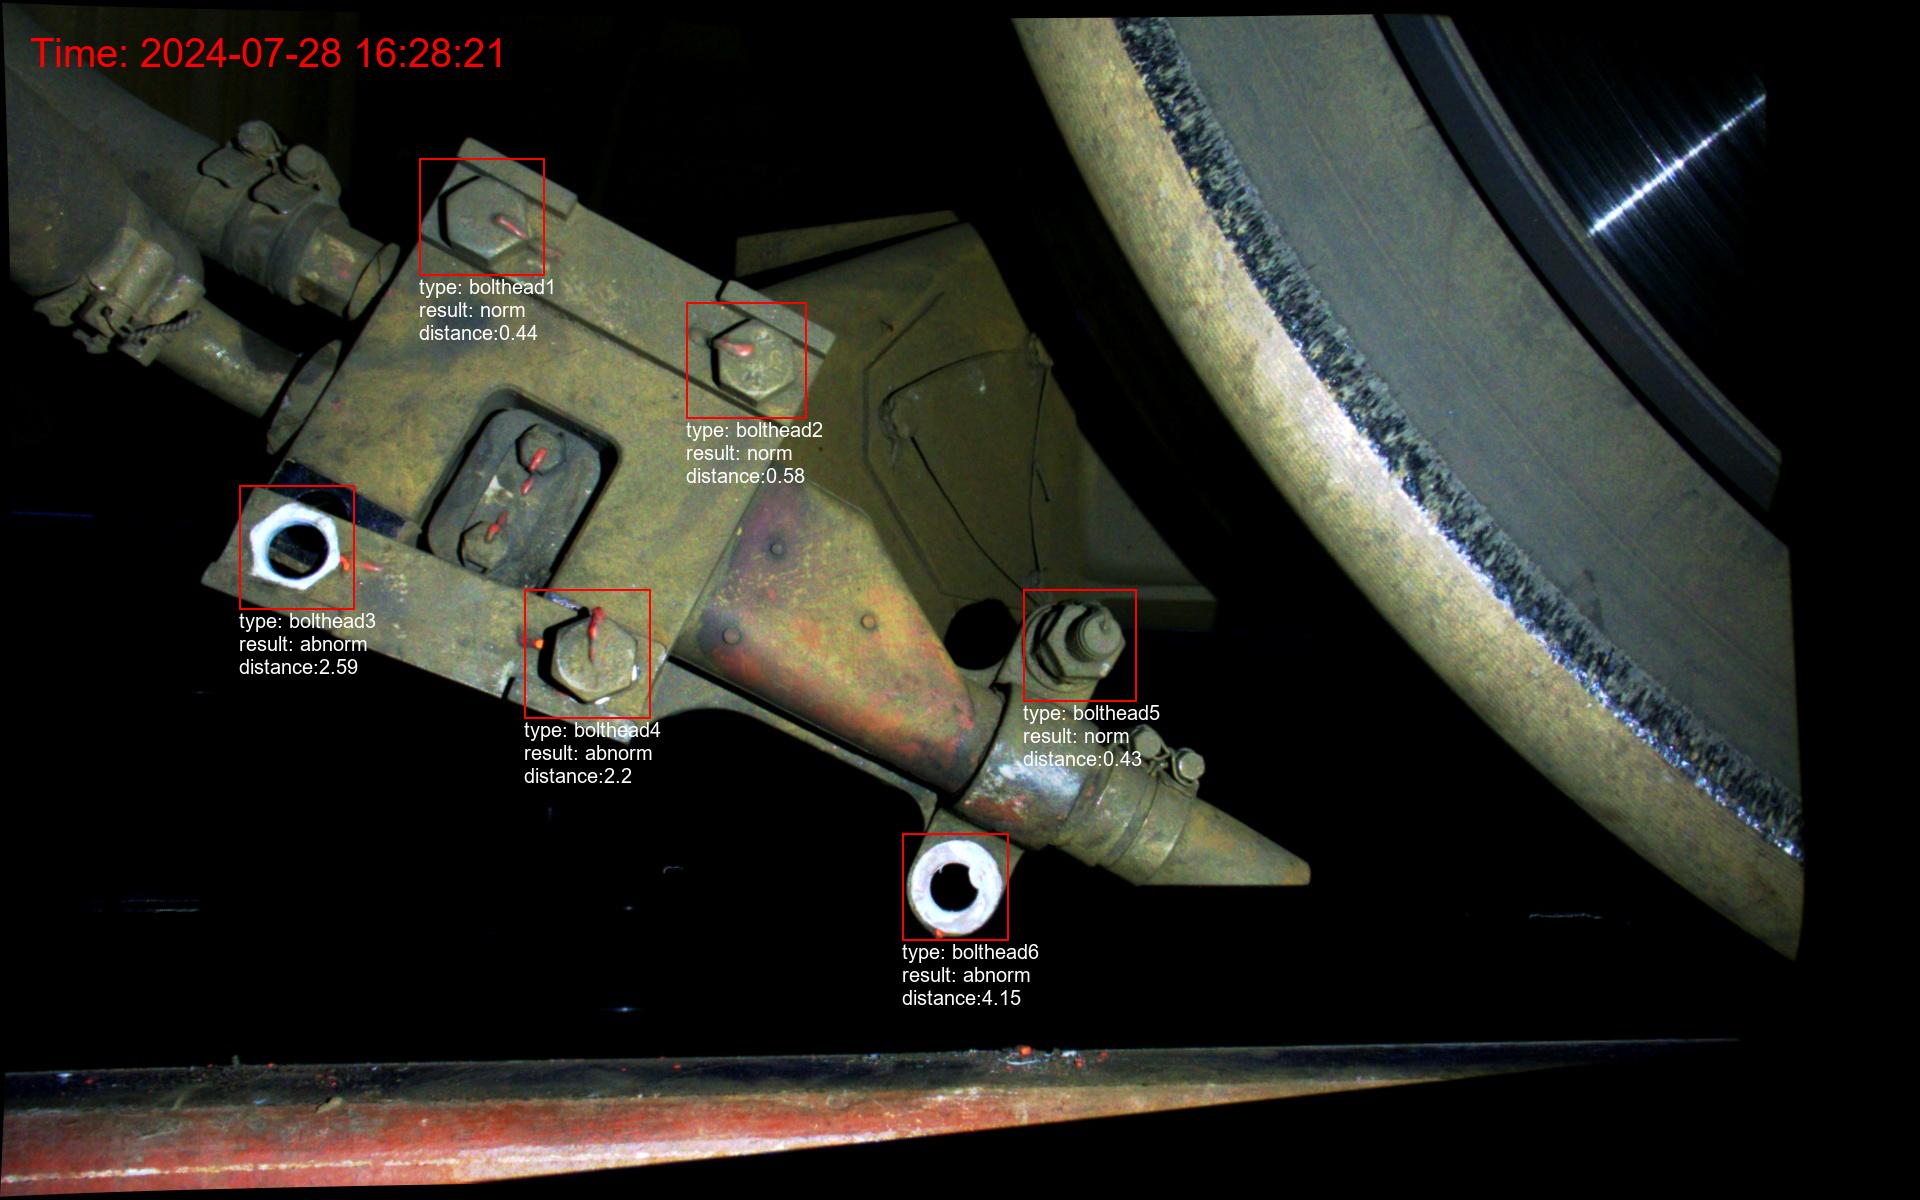 Time: 2024-07-28 16:28:21
type: bolthead1
result: norm
distance:0.44
type: bolthead2
result: norm
distance:0.58
type: bolthead3
result: abnorm
distance:2.59
type: bolthead4
result: abnorm
distance:2.2
type: bolthead5
result: norm
distance:0.43
type: bolthead6
result: abnorm
distance:4.15